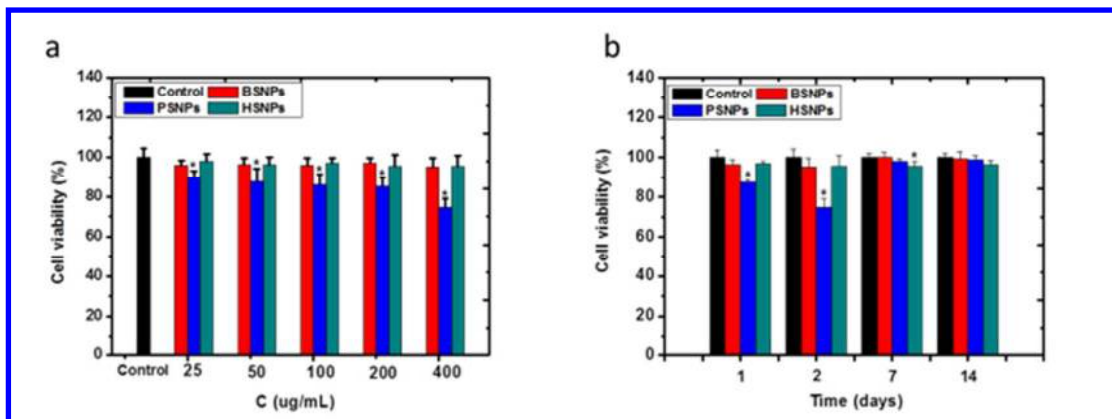 a
Control BSNPs
PSNPs HSNPs
140
120
100
80
60
40
20
0
Cell viability (%)
* * * * *
Control 25 50 100 200 400
C (ug/mL)
b
Control BSNPs
PSNPs HSNPs
140
120
100
80
60
40
20
0
Cell viability (%)
* * *
1 2 7 14
Time (days)